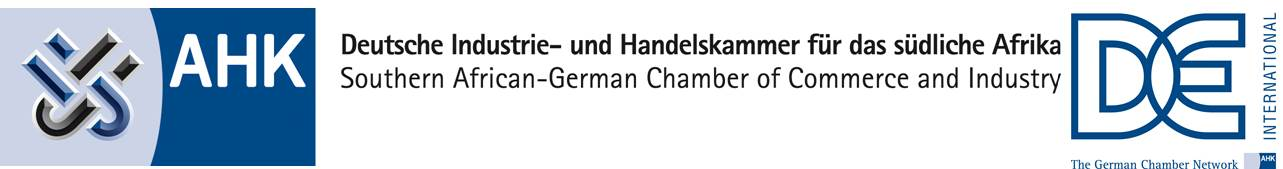 AHK
Deutsche Industrie- und Handelskammer für das südliche Afrika
Southern African-German Chamber of Commerce and Industry
DE
INTERNATIONAL
The German Chamber Network
AHK